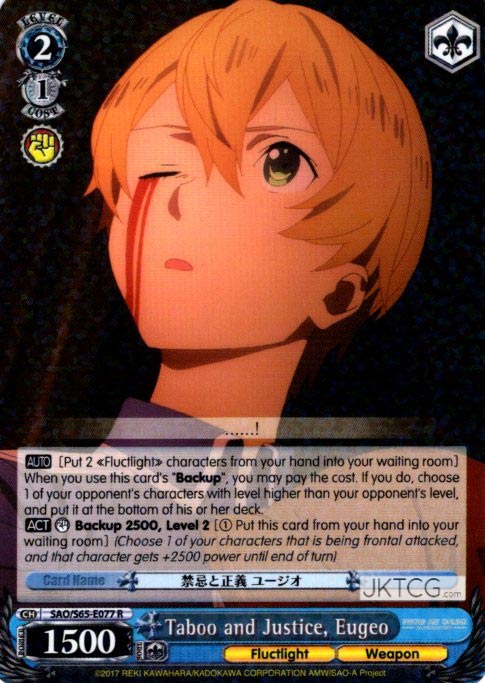 LEVEL
2
1
COST
......!
AUTO [Put 2 «Fluctlight» characters from your hand into your waiting room]
When you use this card's "Backup", you may pay the cost. If you do, choose
1 of your opponent's characters with level higher than your opponent's level,
and put it at the bottom of his or her deck.
ACT Backup 2500, Level 2 [① Put this card from your hand into your
waiting room] (Choose 1 of your characters that is being frontal attacked,
and that character gets +2500 power until end of turn)
Card Name 禁忌と正義 ユージオ
JKTCG.com
CH SAO/S65-E077 R
POWER 1500 Taboo and Justice, Eugeo
SWORD ART ONLINE
Fluctlight Weapon
©2017 REKI KAWAHARA/KADOKAWA CORPORATION AMW/SAO-A Project